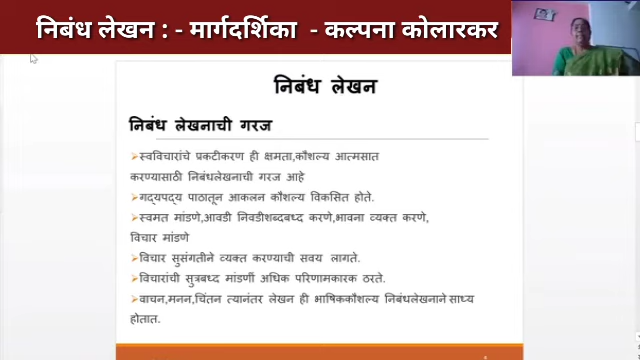 निबंध लेखन : - मार्गदर्शिका - कल्पना कोलारकर
निबंध लेखन
निबंध लेखनाची गरज
➢स्वविचारांचे प्रकटीकरण ही क्षमता,कौशल्य आत्मसात
करण्यासाठी निबंधलेखनाची गरज आहे
➢गद्यपद्य पाठातून आकलन कौशल्य विकसित होते.
➢स्वमत मांडणे,आवडी निवडीशब्दबध्द करणे,भावना व्यक्त करणे,
विचार मांडणे
➢विचार सुसंगतीने व्यक्त करण्याची सवय लागते.
➢विचारांची सुत्रबध्द मांडणी अधिक परिणामकारक ठरते.
➢वाचन,मनन,चिंतन त्यानंतर लेखन ही भाषिककौशल्य निबंधलेखनाने साध्य
होतात.